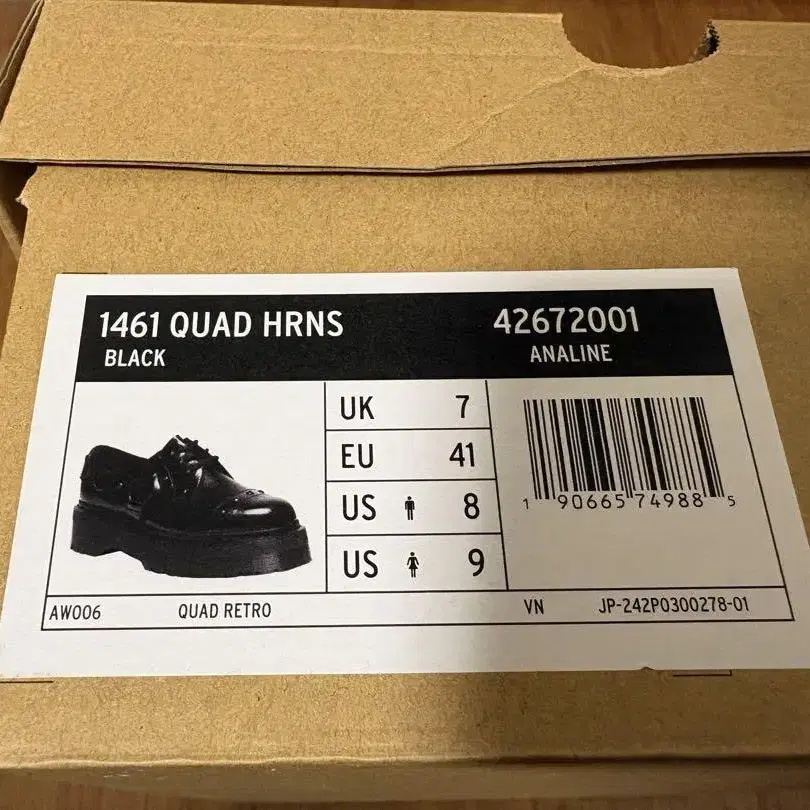 1461 QUAD HRNS 42672001
BLACK ANALINE
UK 7
EU 41
US 8
US 9
1 90665 74988 5
AW006 QUAD RETRO VN JP-242P0300278-01